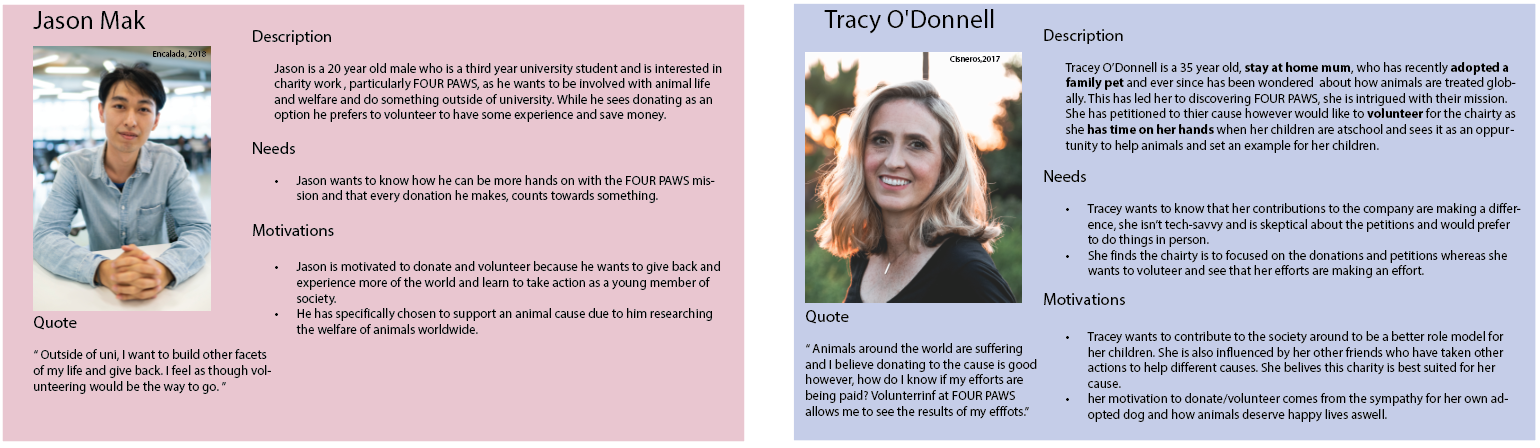 Jason Mak
Encalada, 2018
Description
Jason is a 20 year old male who is a third year university student and is interested in
charity work , particularly FOUR PAWS, as he wants to be involved with animal life
and welfare and do something outside of university. While he sees donating as an
option he prefers to volunteer to have some experience and save money.
Needs
• Jason wants to know how he can be more hands on with the FOUR PAWS mis-
sion and that every donation he makes, counts towards something.
Motivations
• Jason is motivated to donate and volunteer because he wants to give back and
experience more of the world and learn to take action as a young member of
society.
• He has specifically chosen to support an animal cause due to him researching
the welfare of animals worldwide.
Quote
“ Outside of uni, I want to build other facets
of my life and give back. I feel as though vol-
unteering would be the way to go. ”
Tracy O'Donnell
Cisneros,2017
Description
Tracey O’Donnell is a 35 year old, stay at home mum, who has recently adopted a
family pet and ever since has been wondered about how animals are treated glob-
ally. This has led her to discovering FOUR PAWS, she is intrigued with their mission.
She has petitioned to thier cause however would like to volunteer for the chairty as
she has time on her hands when her children are atschool and sees it as an oppur-
tunity to help animals and set an example for her children.
Needs
• Tracey wants to know that her contributions to the company are making a differ-
ence, she isn’t tech-savvy and is skeptical about the petitions and would prefer
to do things in person.
• She finds the chairty is to focused on the donations and petitions whereas she
wants to voluteer and see that her efforts are making an effort.
Motivations
• Tracey wants to contribute to the society around to be a better role model for
her children. She is also influenced by her other friends who have taken other
actions to help different causes. She belives this charity is best suited for her
cause.
• her motivation to donate/volunteer comes from the sympathy for her own ad-
opted dog and how animals deserve happy lives aswell.
Quote
“ Animals around the world are suffering
and I believe donating to the cause is good
however, how do I know if my efforts are
being paid? Volunterrinf at FOUR PAWS
allows me to see the results of my efffots.”